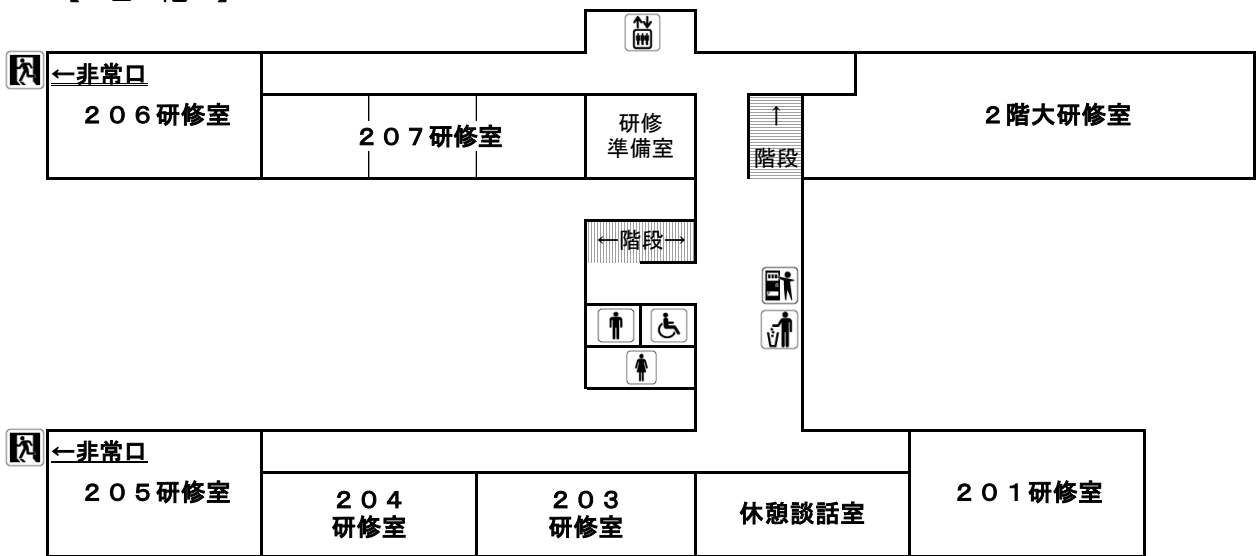 ←非常口
２０６研修室
２０７研修室
研修
準備室
↑
階段
２階大研修室
←階段→
←非常口
２０５研修室
２０４
研修室
２０３
研修室
休憩談話室
２０１研修室